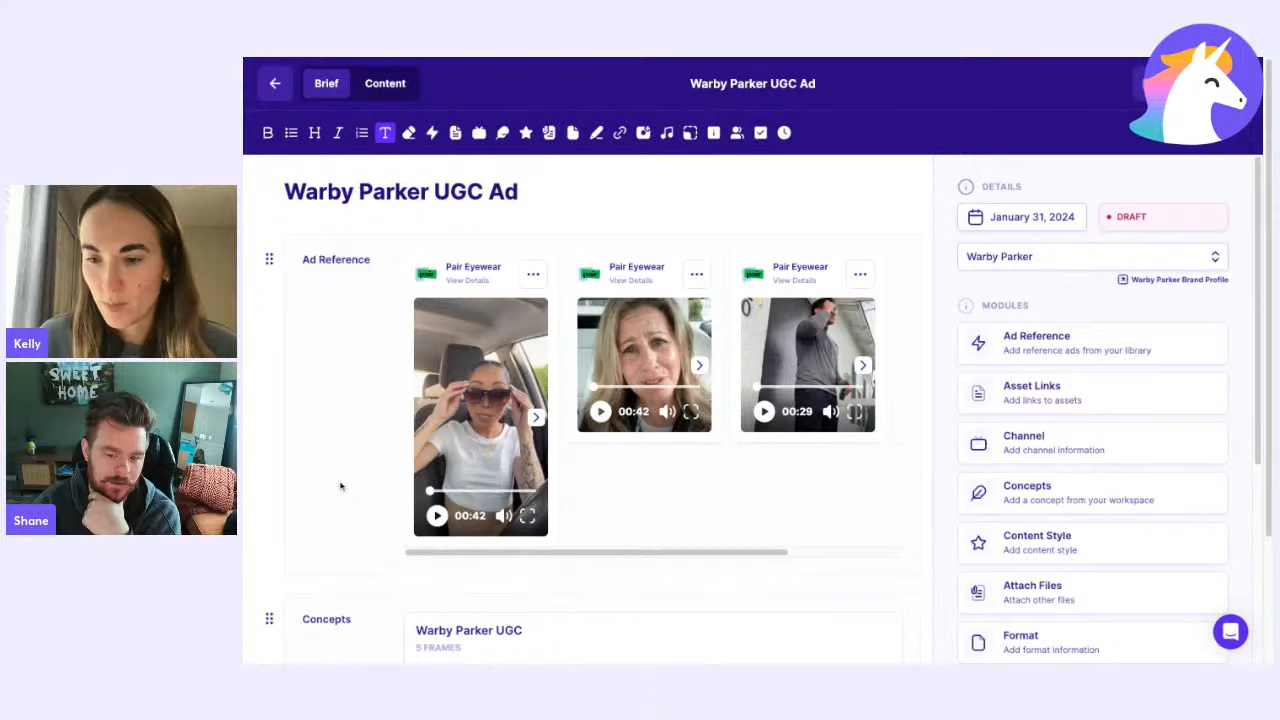 Brief
Content
Warby Parker UGC Ad
B
H
I
T
Warby Parker UGC Ad
Ad Reference
pair
Pair Eyewear
View Details
00:42
pair
Pair Eyewear
View Details
00:42
pair
Pair Eyewear
View Details
00:29
Concepts
Warby Parker UGC
5 FRAMES
DETAILS
January 31, 2024
DRAFT
Warby Parker
Warby Parker Brand Profile
MODULES
Ad Reference
Add reference ads from your library
Asset Links
Add links to assets
Channel
Add channel information
Concepts
Add a concept from your workspace
Content Style
Add content style
Attach Files
Attach other files
Format
Add format information
Kelly
SWEET
HOME
Shane